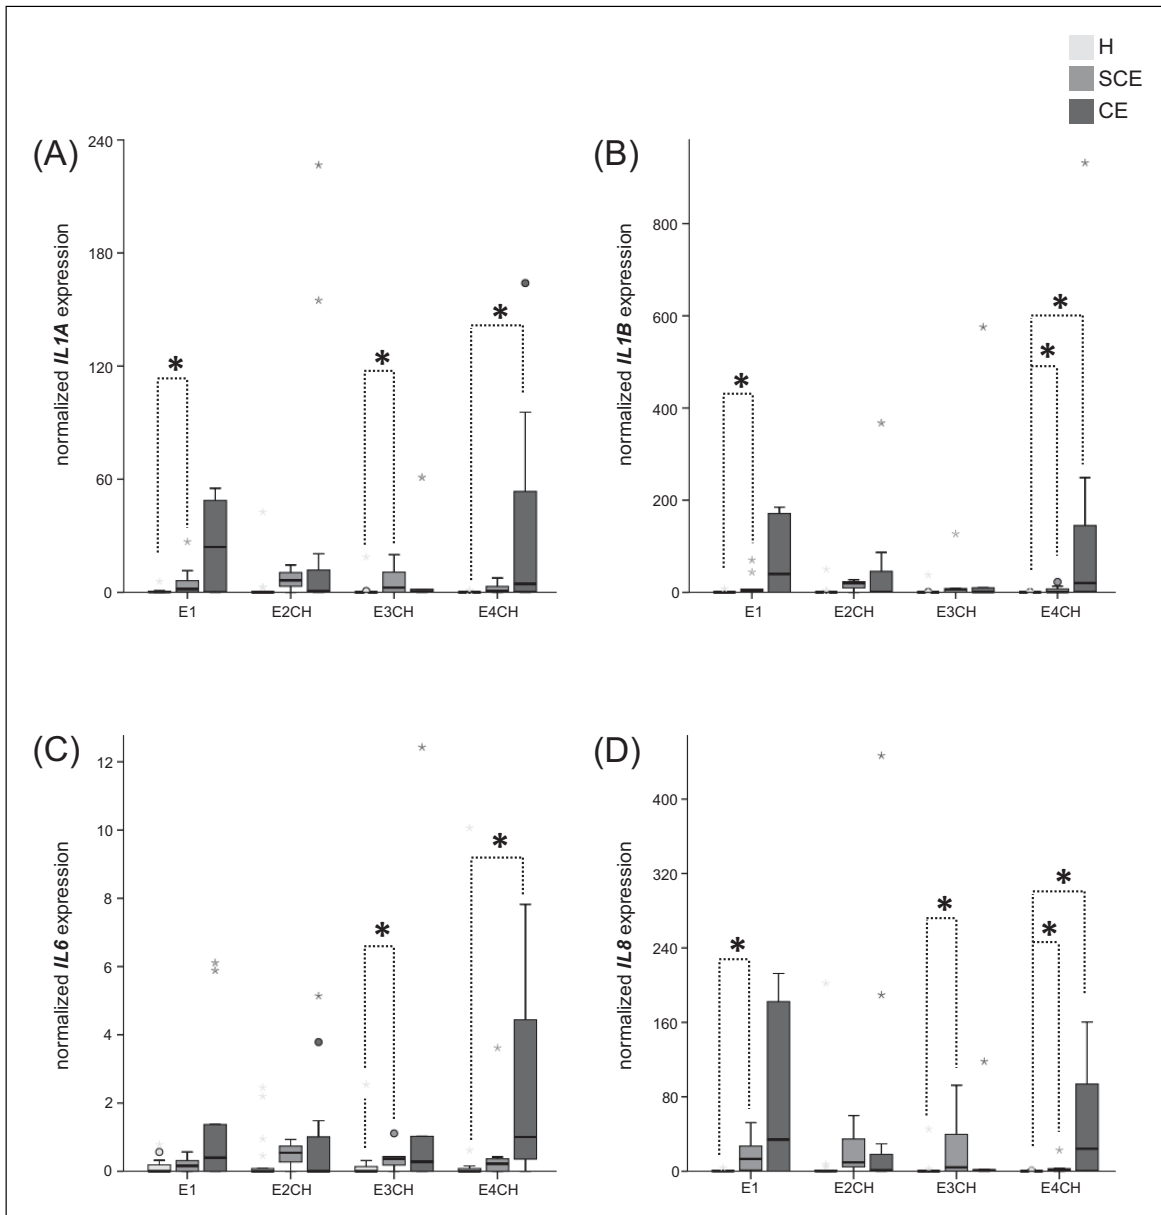 H
SCE
CE
(A)
240
180
120
60
0
normalized IL1A expression
*
*
*
E1 E2CH E3CH E4CH
(B)
800
600
400
200
0
normalized IL1B expression
*
*
*
E1 E2CH E3CH E4CH
(C)
12
10
8
6
4
2
0
normalized IL6 expression
*
*
E1 E2CH E3CH E4CH
(D)
400
320
240
160
80
0
normalized IL8 expression
*
*
*
*
E1 E2CH E3CH E4CH